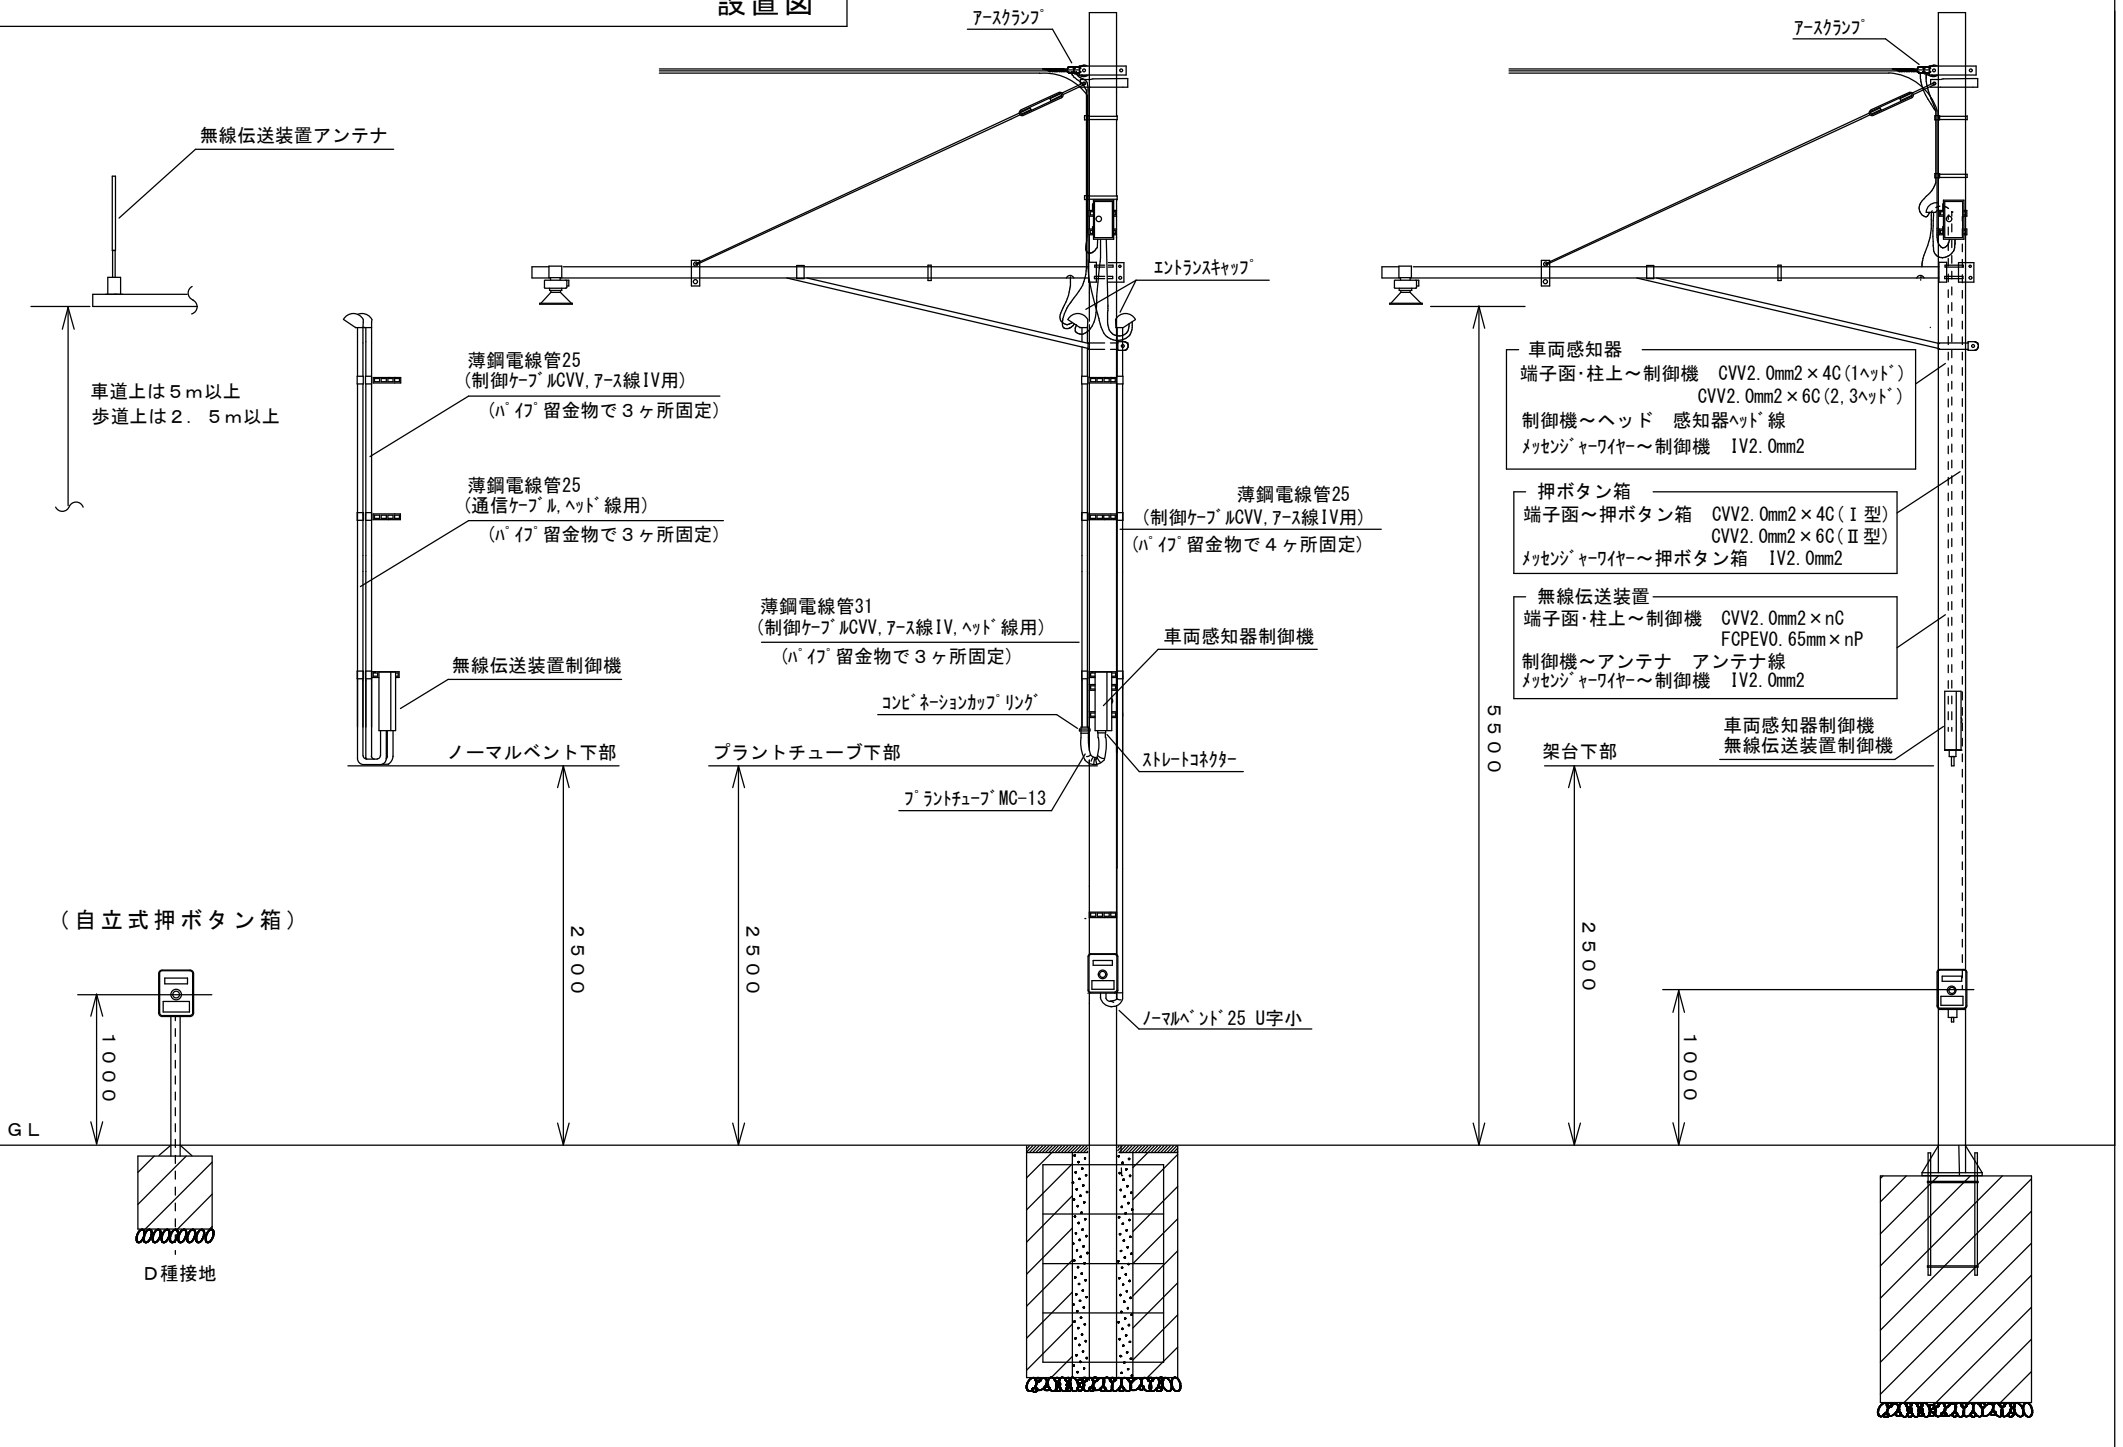 設置図
アースクランプ
アースクランプ
無線伝送装置アンテナ
車道上は5m以上
歩道上は2.5m以上
薄鋼電線管25
(制御ケーブルCVV,アース線IV用)
(パイプ留金物で3ヶ所固定)
薄鋼電線管25
(通信ケーブル,ヘッド線用)
(パイプ留金物で3ヶ所固定)
無線伝送装置制御機
ノーマルベント下部
2500
エントランスキャップ
薄鋼電線管25
(制御ケーブルCVV,アース線IV用)
(パイプ留金物で4ヶ所固定)
薄鋼電線管31
(制御ケーブルCVV,アース線IV,ヘッド線用)
(パイプ留金物で3ヶ所固定)
車両感知器制御機
コンビネーションカップリング
プラントチューブ下部
ストレートコネクター
プラントチューブMC-13
2500
ノーマルベンド25 U字小
車両感知器
端子函・柱上~制御機 CVV2.0mm2×4C(1ヘッド)
CVV2.0mm2×6C(2,3ヘッド)
制御機~ヘッド 感知器ヘッド線
メッセンジャーワイヤー~制御機 IV2.0mm2
押ボタン箱
端子函~押ボタン箱 CVV2.0mm2×4C(Ⅰ型)
CVV2.0mm2×6C(Ⅱ型)
メッセンジャーワイヤー~押ボタン箱 IV2.0mm2
無線伝送装置
端子函・柱上~制御機 CVV2.0mm2×nC
FCPEV0.65mm×nP
制御機~アンテナ アンテナ線
メッセンジャーワイヤー~制御機 IV2.0mm2
車両感知器制御機
無線伝送装置制御機
架台下部
5500
2500
1000
(自立式押ボタン箱)
1000
GL
D種接地